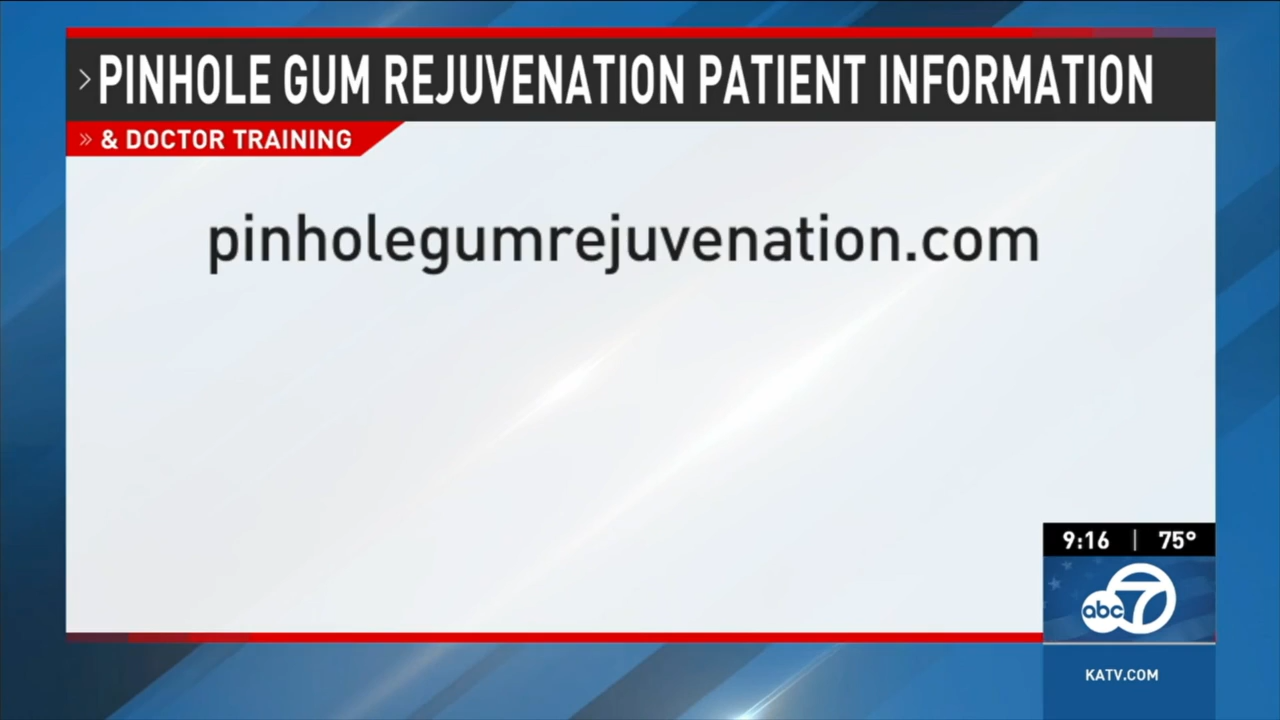 > PINHOLE GUM REJUVENATION PATIENT INFORMATION
» & DOCTOR TRAINING
pinholegumrejuvenation.com
9:16 | 75°
abc 7
KATV.COM